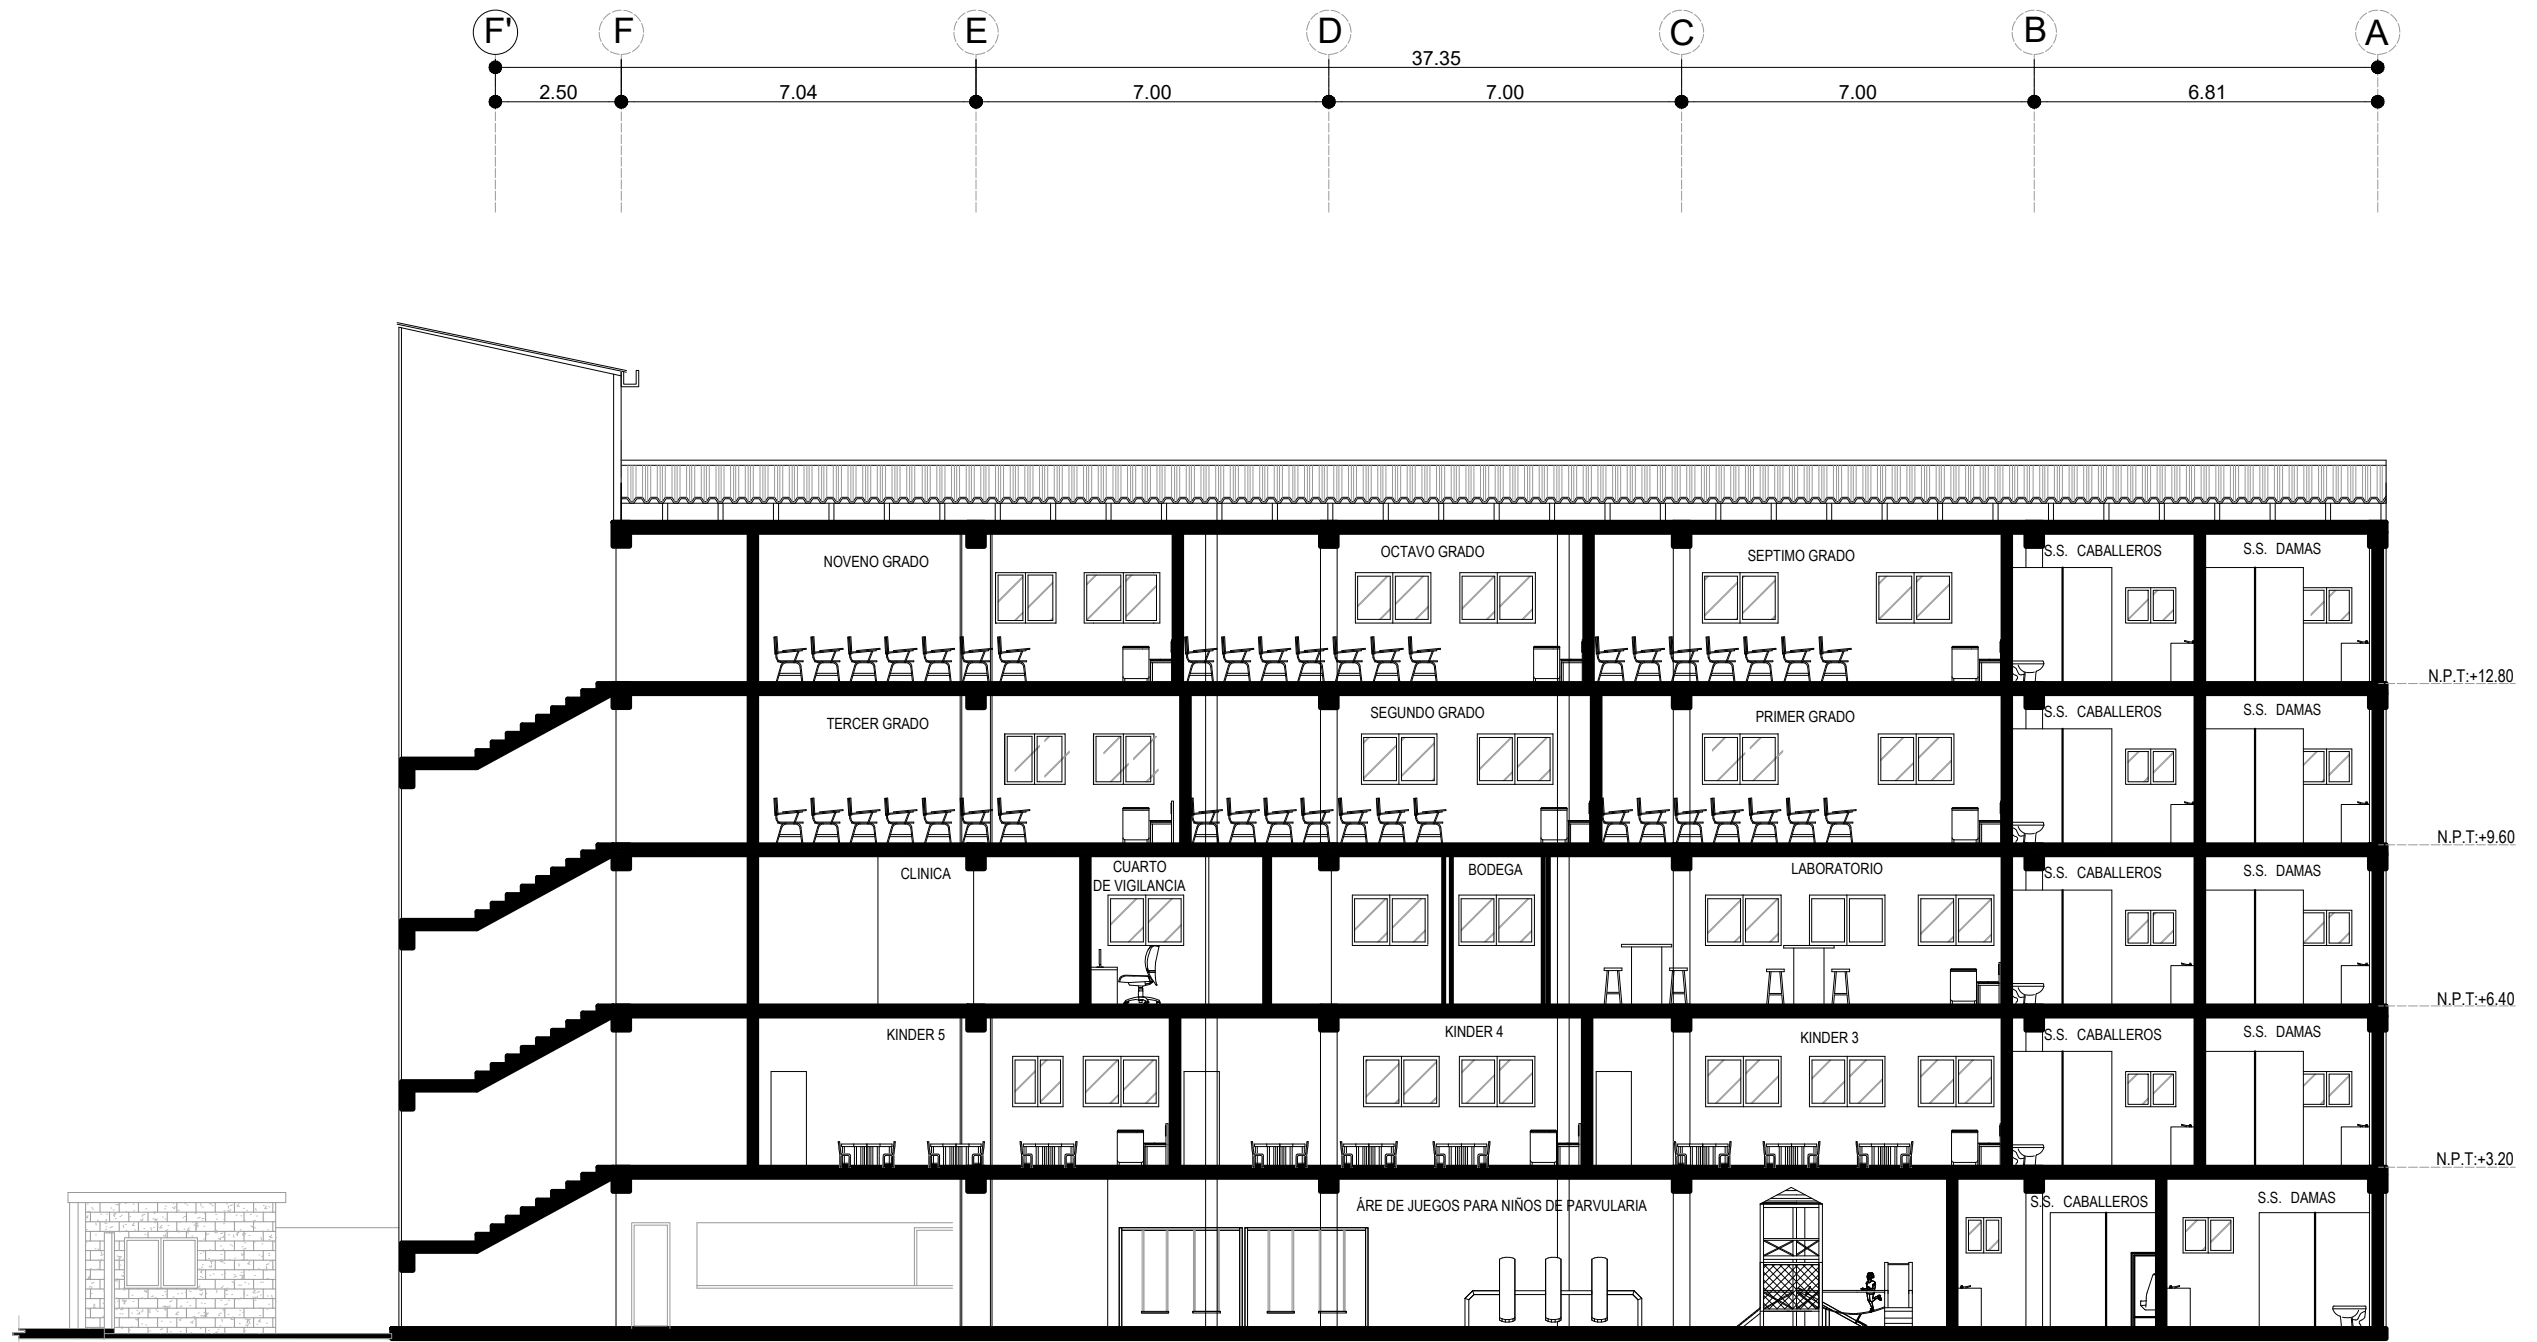 F' F E D C B A
37.35
2.50 7.04 7.00 7.00 7.00 6.81
NOVENO GRADO
OCTAVO GRADO
SEPTIMO GRADO
S.S. CABALLEROS
S.S. DAMAS
N.P.T:+12.80
TERCER GRADO
SEGUNDO GRADO
PRIMER GRADO
S.S. CABALLEROS
S.S. DAMAS
N.P.T:+9.60
CLINICA
CUARTO
DE VIGILANCIA
BODEGA
LABORATORIO
S.S. CABALLEROS
S.S. DAMAS
N.P.T:+6.40
KINDER 5
KINDER 4
KINDER 3
S.S. CABALLEROS
S.S. DAMAS
N.P.T:+3.20
ÁRE DE JUEGOS PARA NIÑOS DE PARVULARIA
S.S. CABALLEROS
S.S. DAMAS